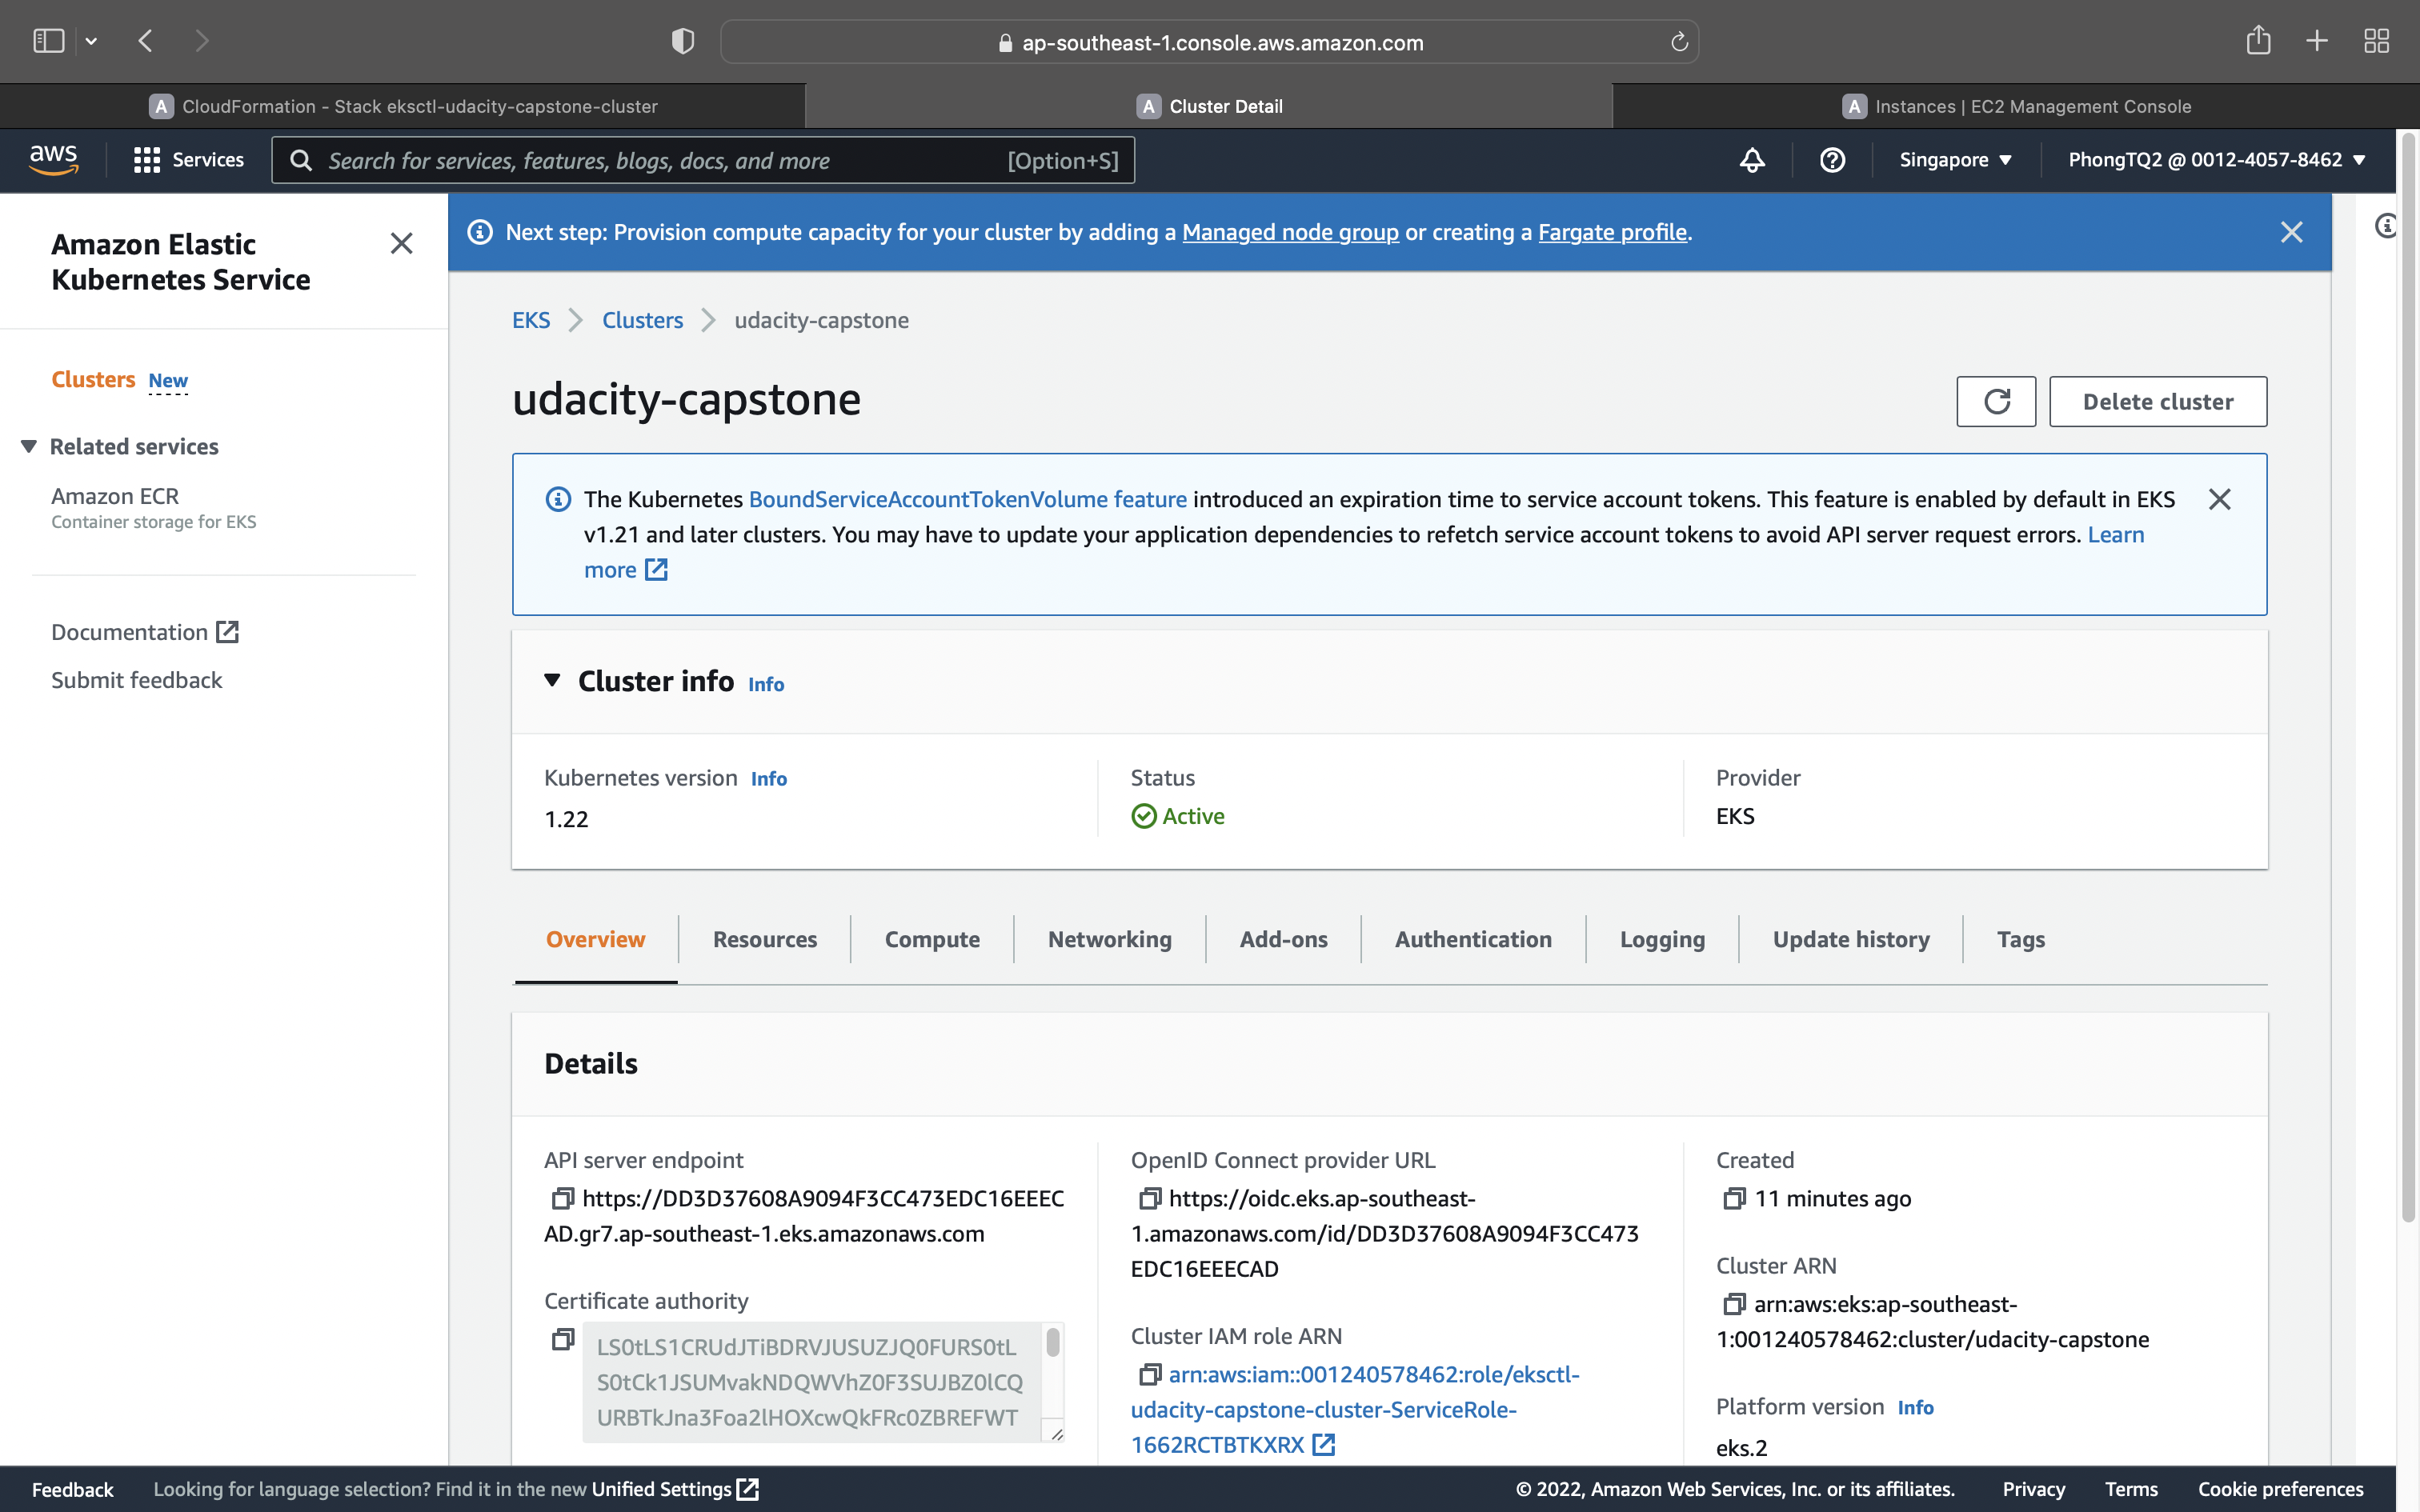 ap-southeast-1.console.aws.amazon.com
A CloudFormation - Stack eksctl-udacity-capstone-cluster
A Cluster Detail
A Instances | EC2 Management Console
aws
Services
Search for services, features, blogs, docs, and more
[Option+S]
Singapore
PhongTQ2 @ 0012-4057-8462
Amazon Elastic
Kubernetes Service
Clusters New
Related services
Amazon ECR
Container storage for EKS
Documentation
Submit feedback
Next step: Provision compute capacity for your cluster by adding a Managed node group or creating a Fargate profile.
EKS
Clusters
udacity-capstone
udacity-capstone
Delete cluster
The Kubernetes BoundServiceAccountTokenVolume feature introduced an expiration time to service account tokens. This feature is enabled by default in EKS
v1.21 and later clusters. You may have to update your application dependencies to refetch service account tokens to avoid API server request errors. Learn
more
Cluster info Info
Kubernetes version Info
1.22
Status
Active
Provider
EKS
Overview
Resources
Compute
Networking
Add-ons
Authentication
Logging
Update history
Tags
Details
API server endpoint
https://DD3D37608A9094F3CC473EDC16EEEC
AD.gr7.ap-southeast-1.eks.amazonaws.com
Certificate authority
LS0tLS1CRUdJTiBDRVJUSUZJQ0FURS0tL
S0tCk1JSUMvakNDQWVhZ0F3SUJBZ0lCQ
URBTkJna3Foa2lHOXcwQkFRc0ZBREFWT
OpenID Connect provider URL
https://oidc.eks.ap-southeast-
1.amazonaws.com/id/DD3D37608A9094F3CC473
EDC16EEECAD
Cluster IAM role ARN
arn:aws:iam::001240578462:role/eksctl-
udacity-capstone-cluster-ServiceRole-
1662RCTBTKXRX
Created
11 minutes ago
Cluster ARN
arn:aws:eks:ap-southeast-
1:001240578462:cluster/udacity-capstone
Platform version Info
eks.2
Feedback
Looking for language selection? Find it in the new Unified Settings
© 2022, Amazon Web Services, Inc. or its affiliates.
Privacy
Terms
Cookie preferences